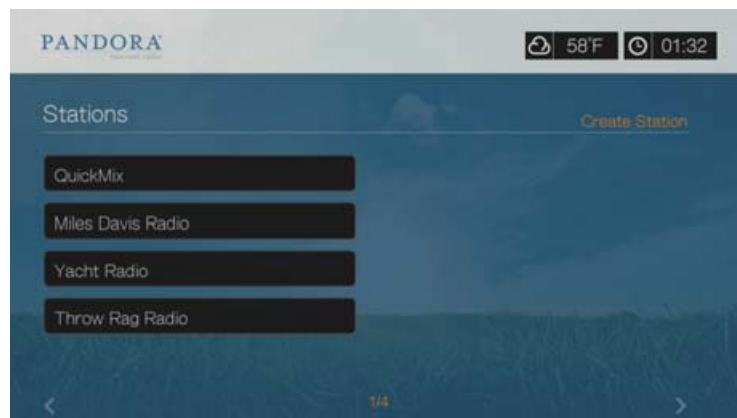 PANDORA
58°F 01:32
Stations
Create Station
QuickMix
Miles Davis Radio
Yacht Radio
Throw Rag Radio
1/4